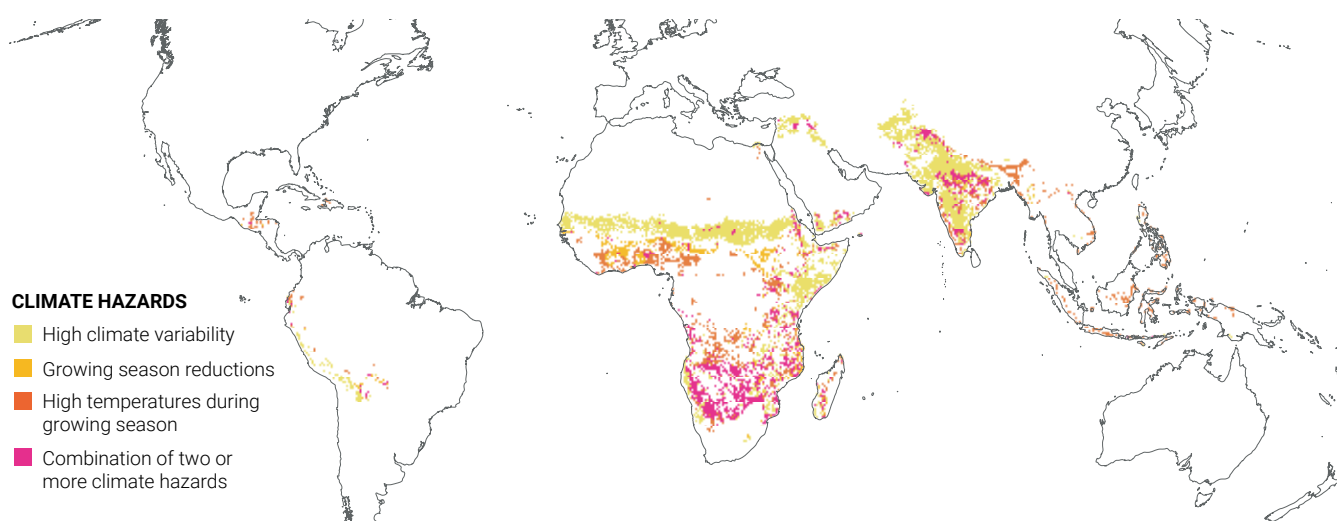 CLIMATE HAZARDS
High climate variability
Growing season reductions
High temperatures during
growing season
Combination of two or
more climate hazards